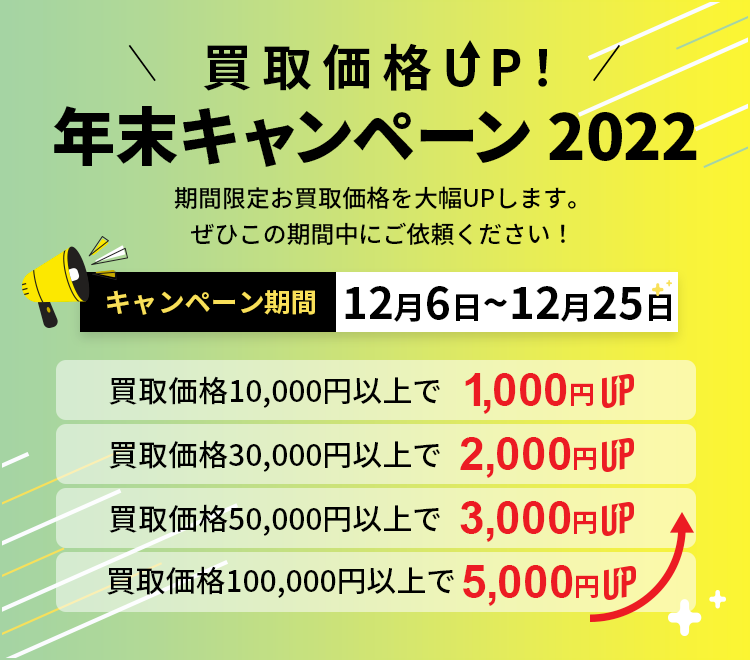 買取価格UP！
年末キャンペーン 2022
期間限定お買取価格を大幅UPします。
ぜひこの期間中にご依頼ください！
キャンペーン期間 12月6日~12月25日
買取価格10,000円以上で 1,000円UP
買取価格30,000円以上で 2,000円UP
買取価格50,000円以上で 3,000円UP
買取価格100,000円以上で 5,000円UP